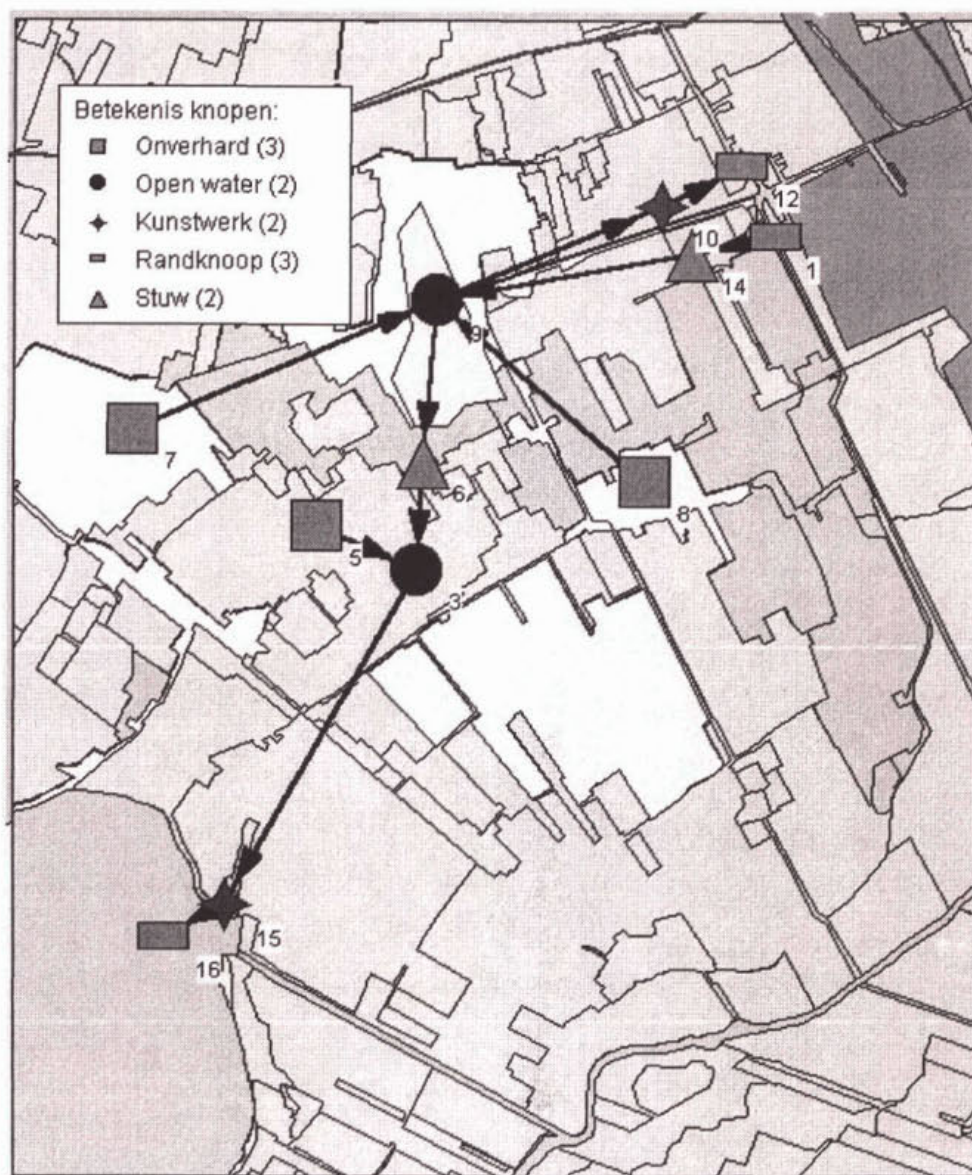 Betekenis knopen:
Onverhard (3)
Open water (2)
Kunstwerk (2)
Randknoop (3)
Stuw (2)
12
10
1
14
9
7
6
8
5
3
15
16